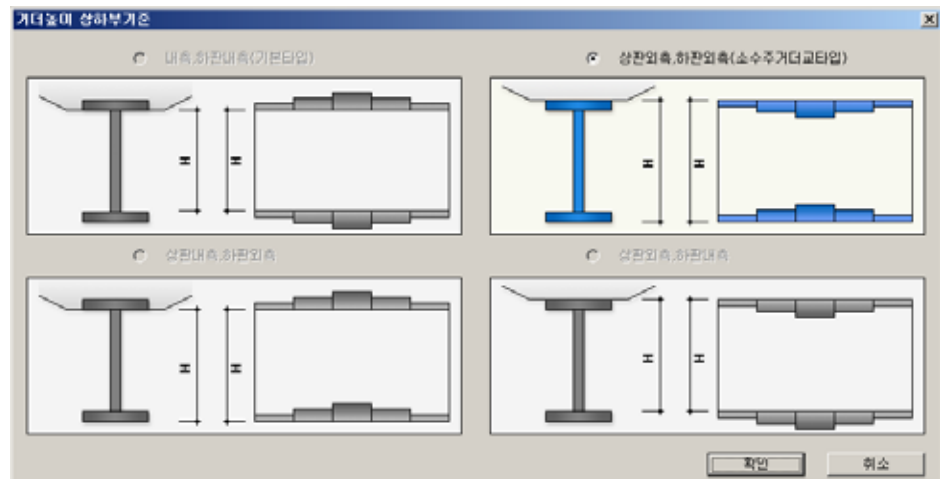 거더높이 상하부기준
내측,하판내측(기본타입)
상판외측,하판외측(소수주거더교타입)
H H
H H
상판내측,하판외측
상판외측,하판내측
H H
H H
확인
취소